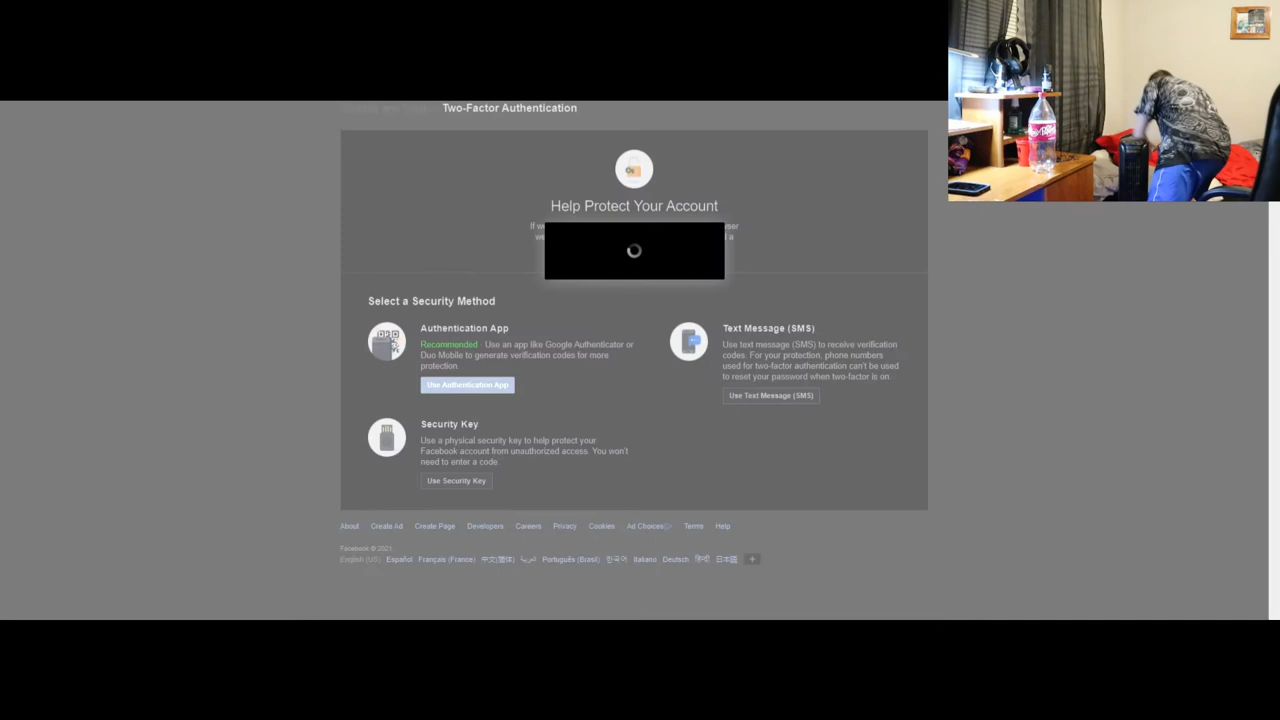 Two-Factor Authentication
Help Protect Your Account
Select a Security Method
Authentication App
Recommended · Use an app like Google Authenticator or
Duo Mobile to generate verification codes for more
protection.
Use Authentication App
Text Message (SMS)
Use text message (SMS) to receive verification
codes. For your protection, phone numbers
used for two-factor authentication can't be used
to reset your password when two-factor is on.
Use Text Message (SMS)
Security Key
Use a physical security key to help protect your
Facebook account from unauthorized access. You won't
need to enter a code.
Use Security Key
About Create Ad Create Page Developers Careers Privacy Cookies Ad Choices Terms Help
Facebook © 2021
English (US) Español Français (France) 中文(简体) العربية Português (Brasil) 한국어 Italiano Deutsch हिन्दी 日本語 +